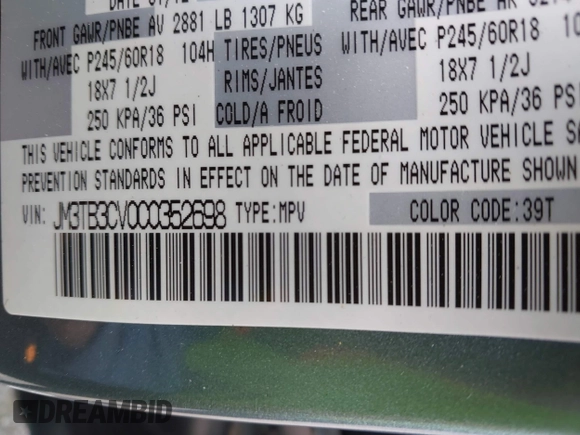 FRONT GAWR/PNBE AV 2881 LB 1307 KG
REAR GAWR/PNBE AR
WITH/AVEC P245/60R18 104H
TIRES/PNEUS
WITH/AVEC P245/60R18
18X7 1/2J
RIMS/JANTES
18X7 1/2J
250 KPA/36 PSI
COLD/A FROID
250 KPA/36 PSI
THIS VEHICLE CONFORMS TO ALL APPLICABLE FEDERAL MOTOR VEHICLE
PREVENTION STANDARDS IN EFFECT ON THE DATE OF MANUFACTURE SHOWN
VIN: JM3TB3CV0C0352698 TYPE:MPV
COLOR CODE:39T
DREAMBID